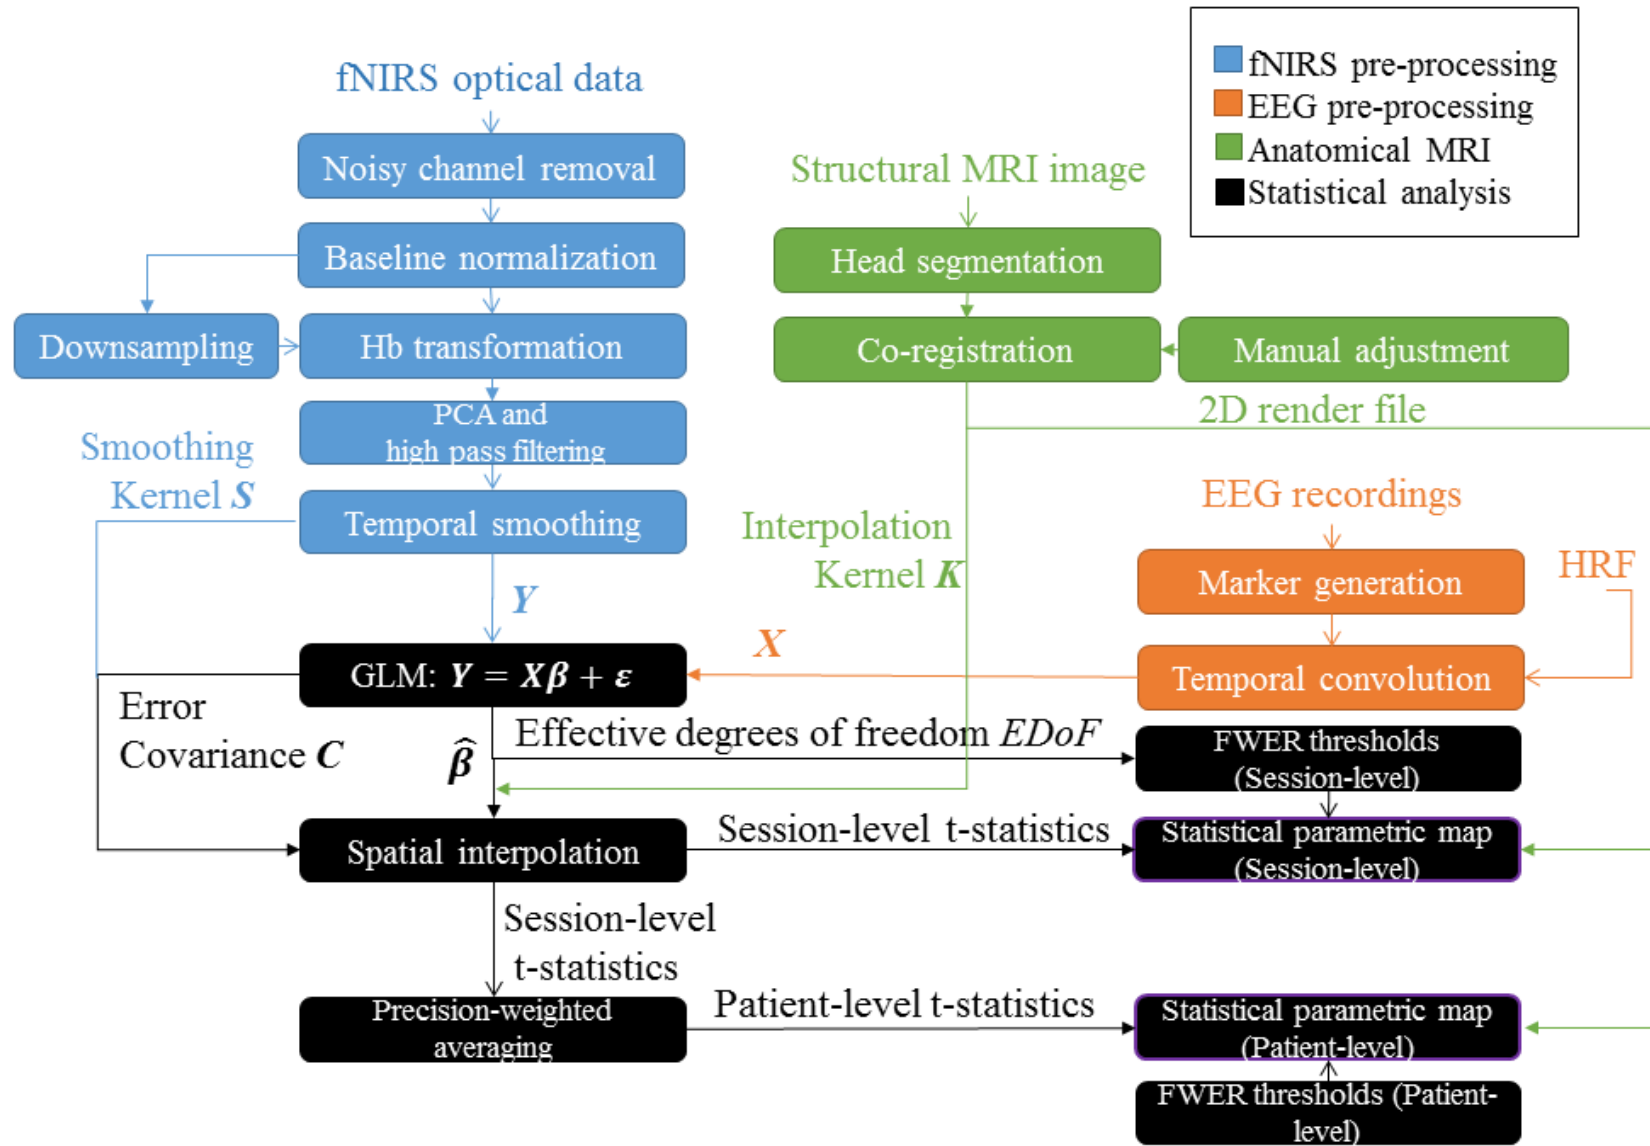 fNIRS pre-processing
EEG pre-processing
Anatomical MRI
Statistical analysis
fNIRS optical data
Noisy channel removal
Baseline normalization
Downsampling
Hb transformation
PCA and
high pass filtering
Smoothing
Kernel S
Temporal smoothing
Y
Structural MRI image
Head segmentation
Co-registration
Manual adjustment
2D render file
Interpolation
Kernel K
EEG recordings
Marker generation
HRF
Temporal convolution
X
GLM: Y = Xβ + ε
Error
Covariance C
β̂
Effective degrees of freedom EDoF
FWER thresholds
(Session-level)
Spatial interpolation
Session-level t-statistics
Statistical parametric map
(Session-level)
Session-level
t-statistics
Precision-weighted
averaging
Patient-level t-statistics
Statistical parametric map
(Patient-level)
FWER thresholds (Patient-
level)